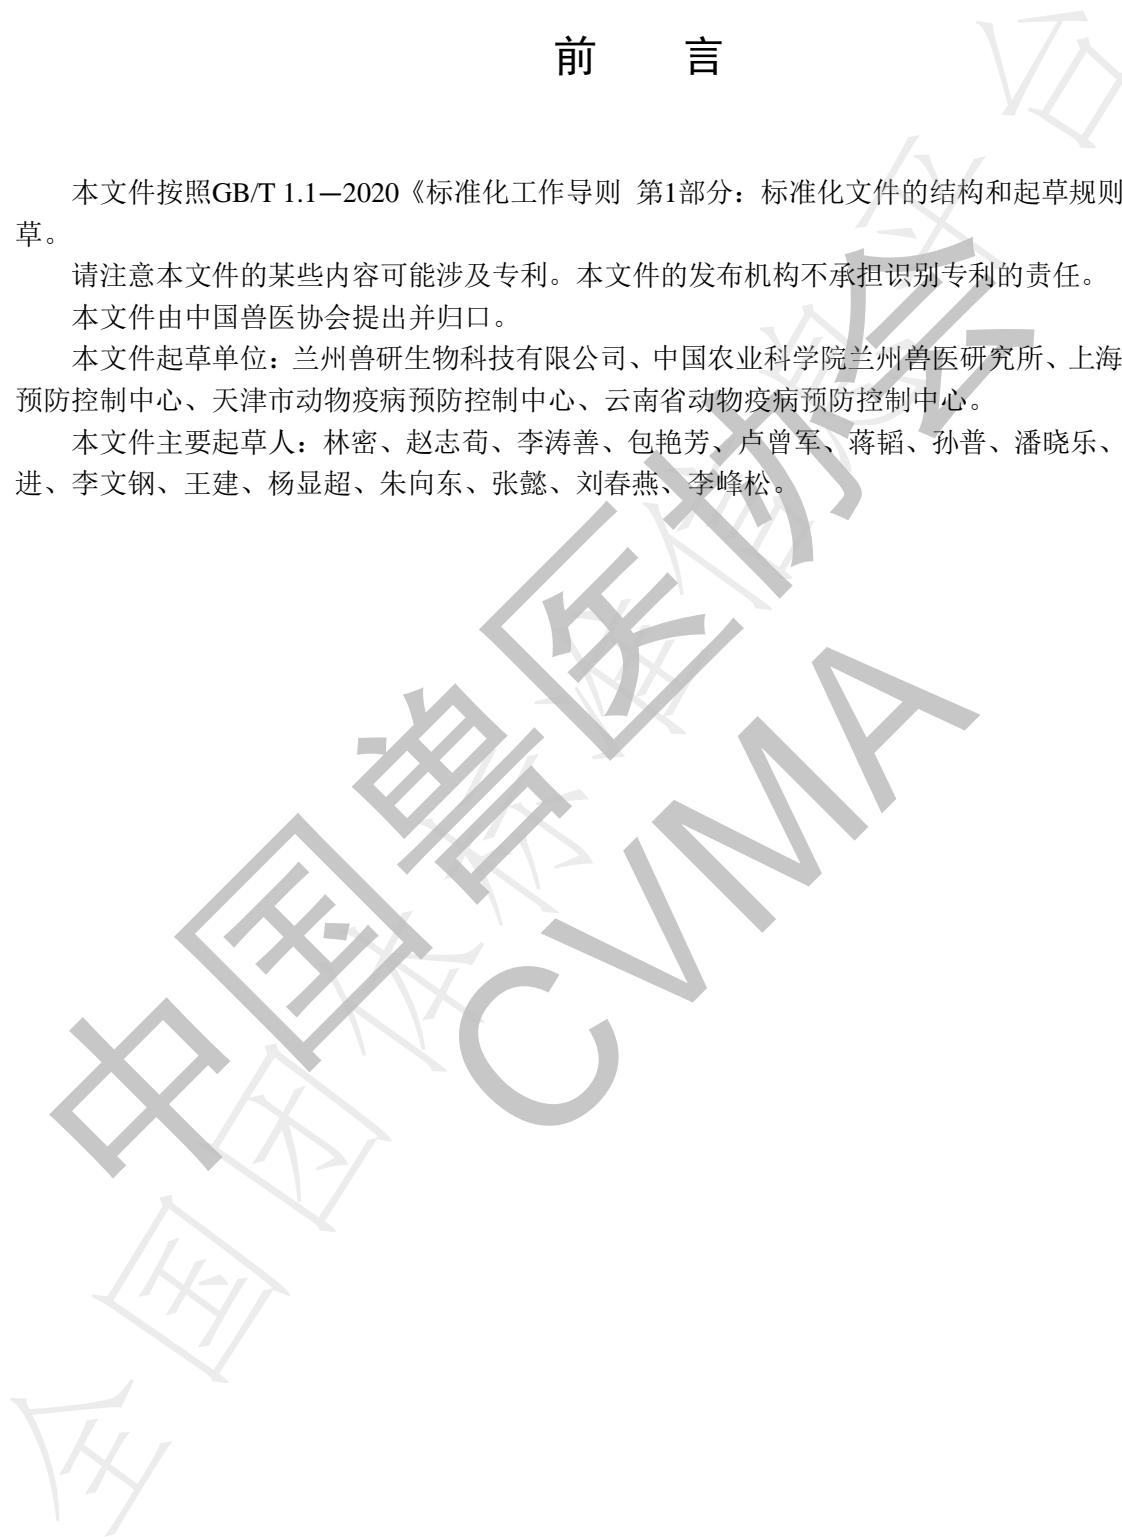 前 言
本文件按照GB/T 1.1—2020《标准化工作导则 第1部分：标准化文件的结构和起草规则
草。
请注意本文件的某些内容可能涉及专利。本文件的发布机构不承担识别专利的责任。
本文件由中国兽医协会提出并归口。
本文件起草单位：兰州兽研生物科技有限公司、中国农业科学院兰州兽医研究所、上海
预防控制中心、天津市动物疫病预防控制中心、云南省动物疫病预防控制中心。
本文件主要起草人：林密、赵志荀、李涛善、包艳芳、卢曾军、蒋韬、孙普、潘晓乐、
进、李文钢、王建、杨显超、朱向东、张懿、刘春燕、李峰松。
中国兽医协会
CVMA
全国团体标准信息平台